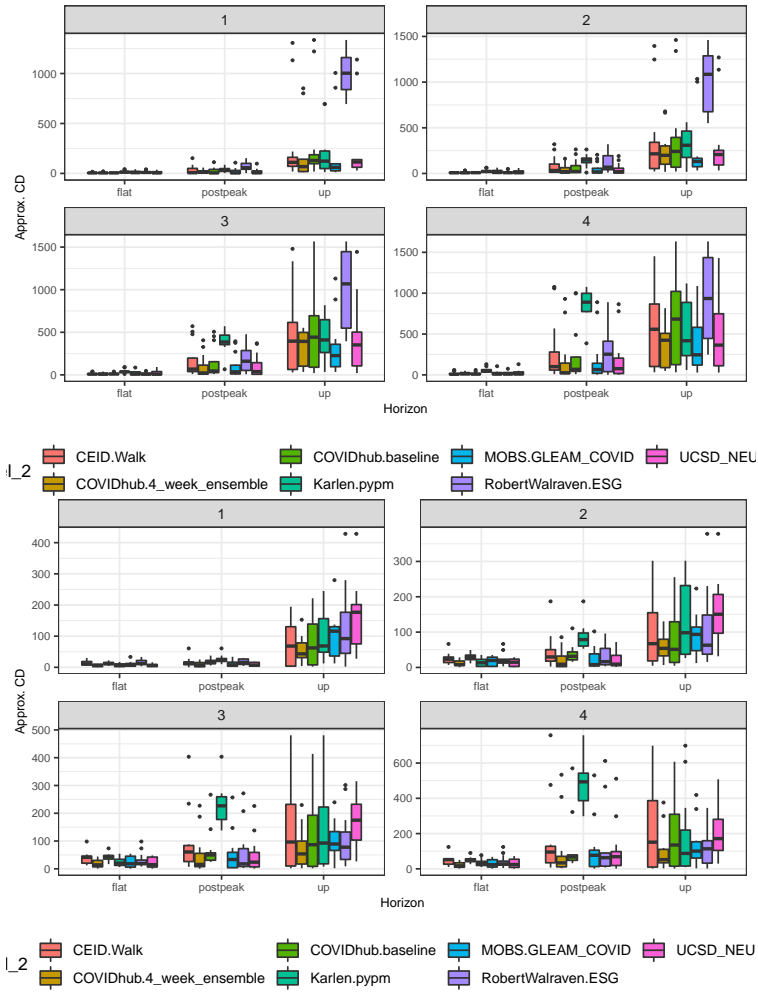 1 2
1000
500
0
1500
1000
500
0
flat postpeak up
flat postpeak up
Approx. CD
3 4
1500
1000
500
0
1500
1000
500
0
flat postpeak up
flat postpeak up
Horizon
l_2
CEID.Walk COVIDhub.baseline MOBS.GLEAM_COVID UCSD_NEU
COVIDhub.4_week_ensemble Karlen.pypm RobertWalraven.ESG
1 2
400
300
200
100
0
300
200
100
0
flat postpeak up
flat postpeak up
Approx. CD
3 4
500
400
300
200
100
0
600
400
200
0
flat postpeak up
flat postpeak up
Horizon
l_2
CEID.Walk COVIDhub.baseline MOBS.GLEAM_COVID UCSD_NEU
COVIDhub.4_week_ensemble Karlen.pypm RobertWalraven.ESG